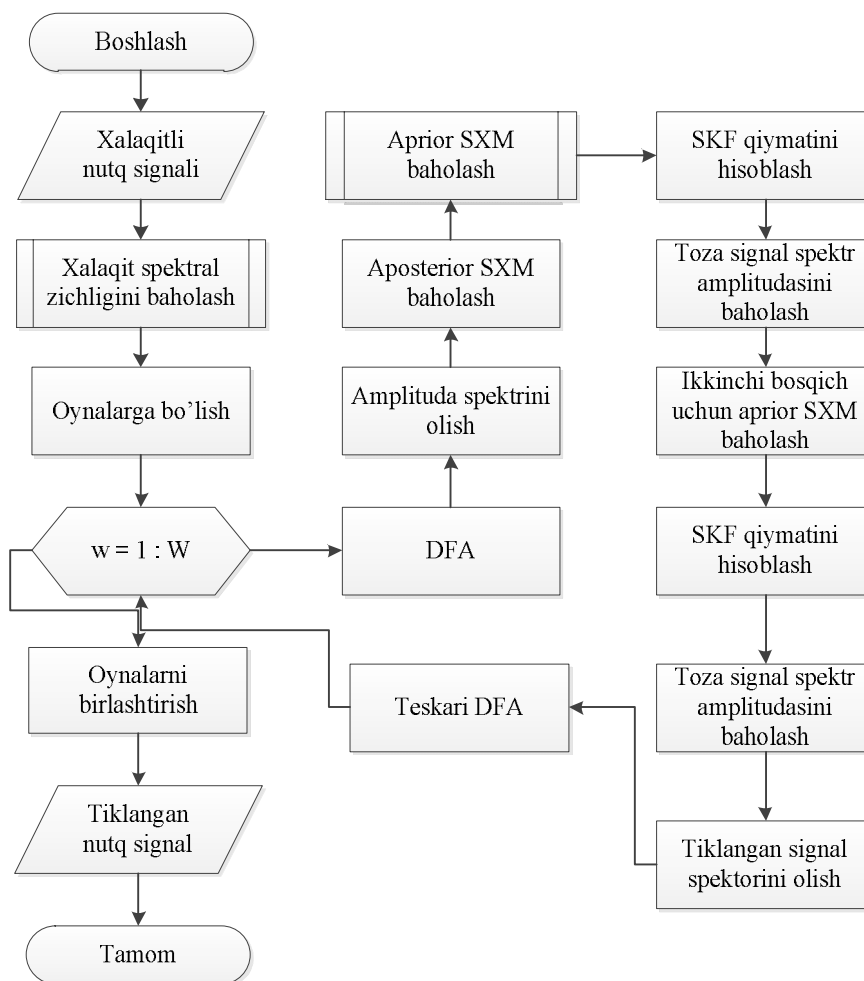 Boshlash
Xalaqitli
nutq signali
Xalaqit spektral
zichligini baholash
Oynalarga bo’lish
w = 1 : W
DFA
Amplituda spektrini
olish
Aposterior SXM
baholash
Aprior SXM
baholash
SKF qiymatini
hisoblash
Toza signal spektr
amplitudasini
baholash
Ikkinchi bosqich
uchun aprior SXM
baholash
SKF qiymatini
hisoblash
Toza signal spektr
amplitudasini
baholash
Tiklangan signal
spektorini olish
Teskari DFA
Oynalarni
birlashtirish
Tiklangan
nutq signal
Tamom